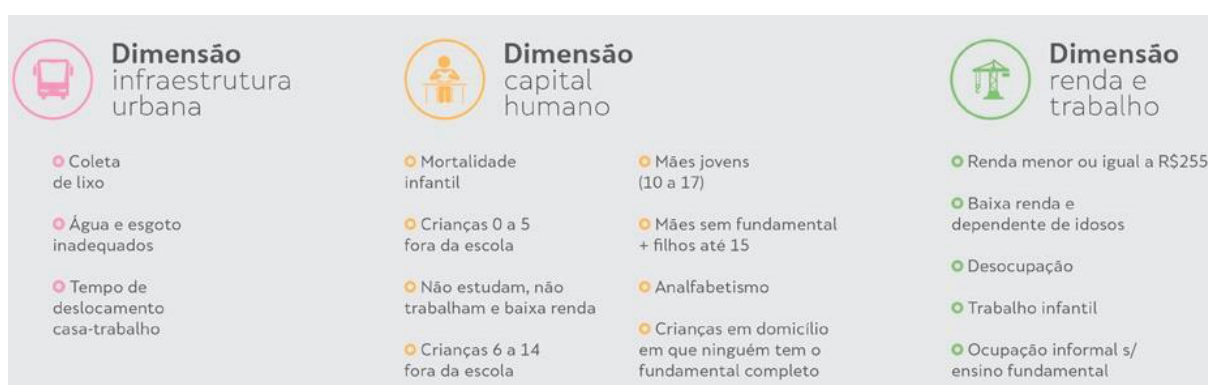 Dimensão
infraestrutura
urbana
Coleta
de lixo
Água e esgoto
inadequados
Tempo de
deslocamento
casa-trabalho
Dimensão
capital
humano
Mortalidade
infantil
Crianças 0 a 5
fora da escola
Não estudam, não
trabalham e baixa renda
Crianças 6 a 14
fora da escola
Mães jovens
(10 a 17)
Mães sem fundamental
+ filhos até 15
Analfabetismo
Crianças em domicílio
em que ninguém tem o
fundamental completo
Dimensão
renda e
trabalho
Renda menor ou igual a R$255
Baixa renda e
dependente de idosos
Desocupação
Trabalho infantil
Ocupação informal s/
ensino fundamental